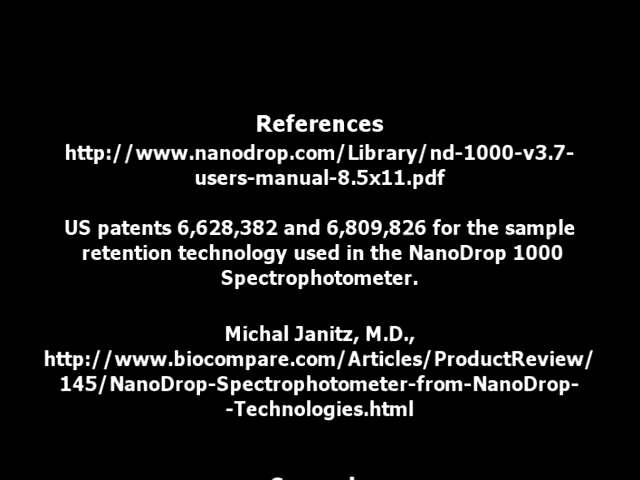 References
http://www.nanodrop.com/Library/nd-1000-v3.7-
users-manual-8.5x11.pdf
US patents 6,628,382 and 6,809,826 for the sample
retention technology used in the NanoDrop 1000
Spectrophotometer.
Michal Janitz, M.D.,
http://www.biocompare.com/Articles/ProductReview/
145/NanoDrop-Spectrophotometer-from-NanoDrop-
-Technologies.html